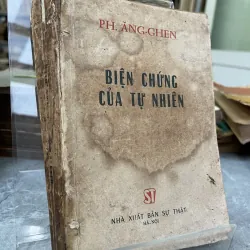 PH. ĂNG-GHEN
BIỆN CHỨNG
CỦA TỰ NHIÊN
ST
NHÀ XUẤT BẢN SỰ THẬT
HÀ-NỘI